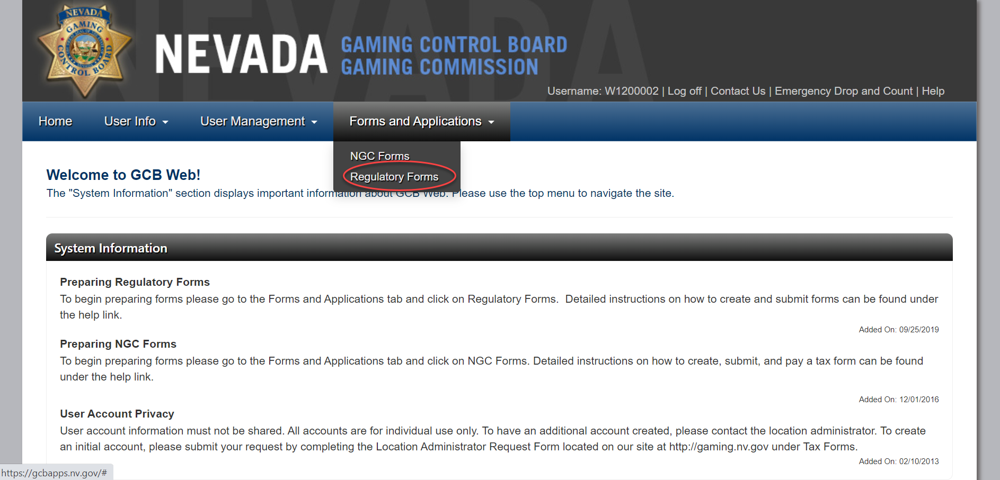 NEVADA
GAMING
CONTROL BOARD
NEVADA
GAMING CONTROL BOARD
GAMING COMMISSION
Username: W1200002 | Log off | Contact Us | Emergency Drop and Count | Help
Home User Info User Management Forms and Applications
NGC Forms
Regulatory Forms
Welcome to GCB Web!
The "System Information" section displays important information about GCB Web. Please use the top menu to navigate the site.
System Information
Preparing Regulatory Forms
To begin preparing forms please go to the Forms and Applications tab and click on Regulatory Forms.  Detailed instructions on how to create and submit forms can be found under
the help link.
Added On: 09/25/2019
Preparing NGC Forms
To begin preparing forms please go to the Forms and Applications tab and click on NGC Forms. Detailed instructions on how to create, submit, and pay a tax form can be found
under the help link.
Added On: 12/01/2016
User Account Privacy
User account information must not be shared. All accounts are for individual use only. To have an additional account created, please contact the location administrator. To create
an initial account, please submit your request by completing the Location Administrator Request Form located on our site at http://gaming.nv.gov under Tax Forms.
Added On: 02/10/2013
https://gcbapps.nv.gov/#